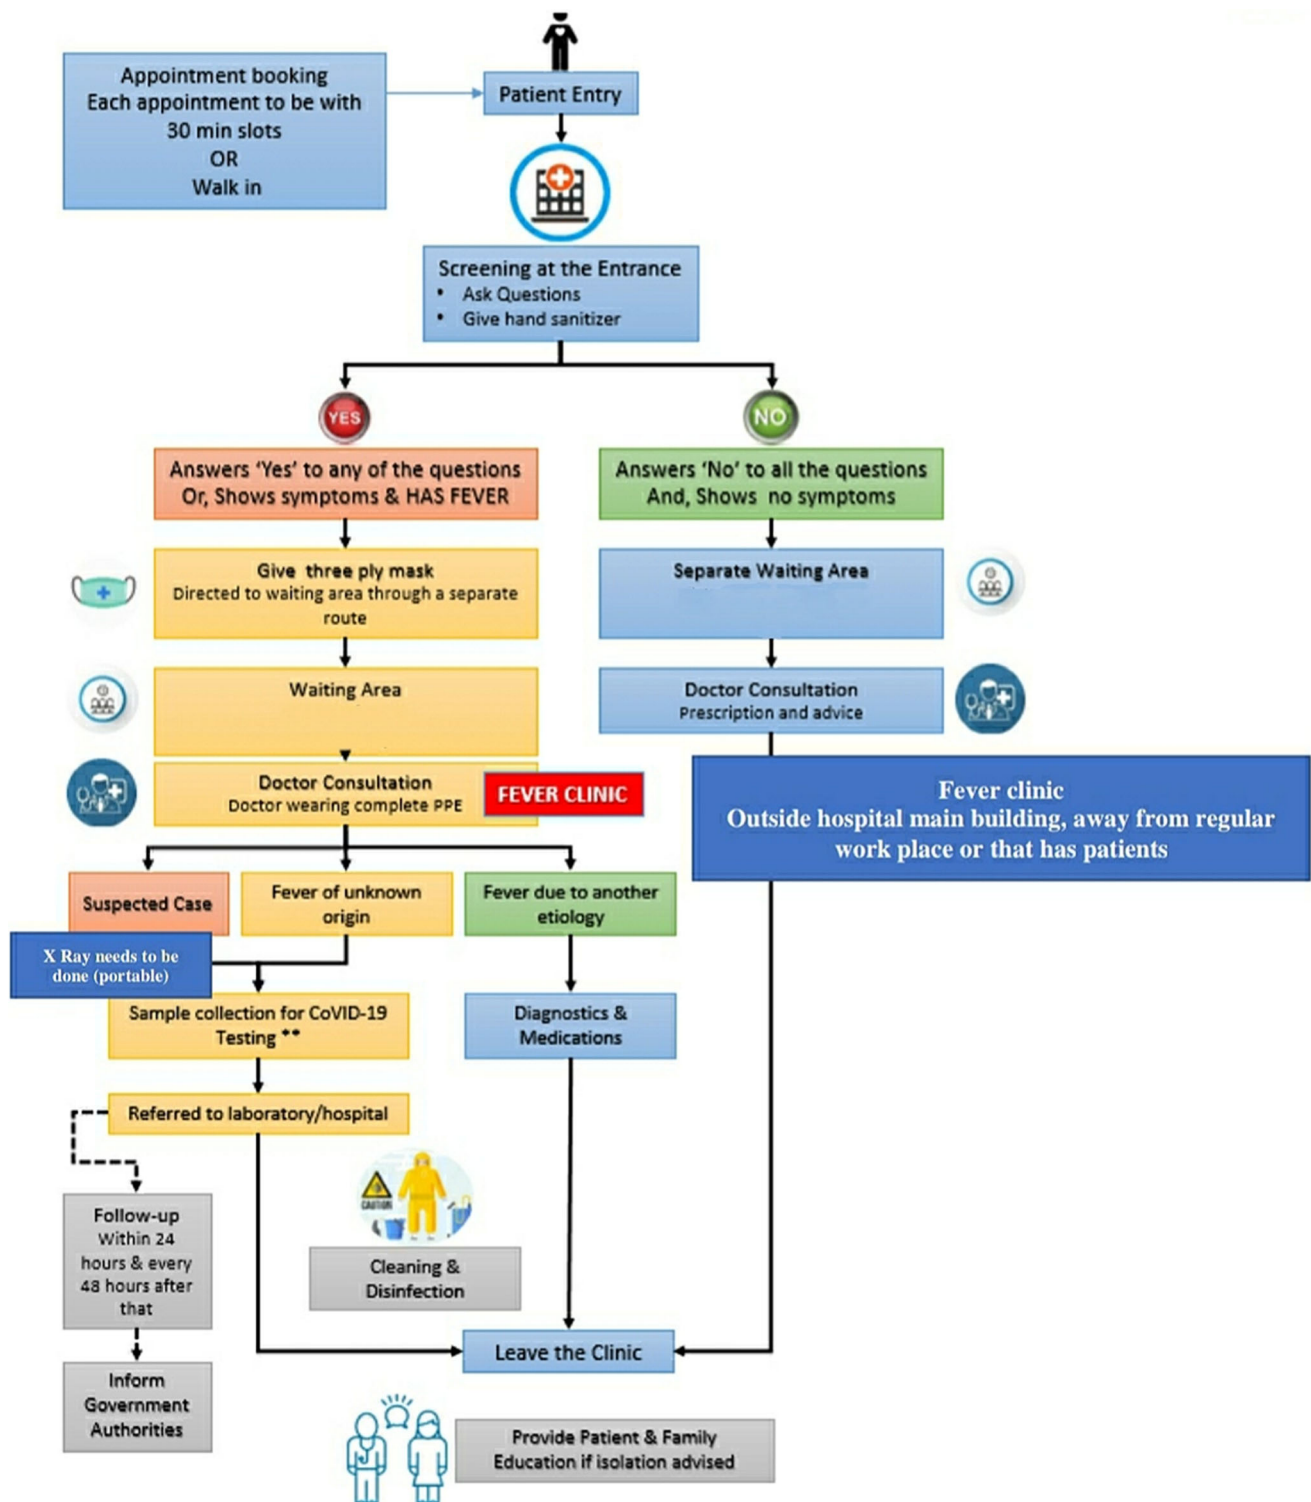 Appointment booking
Each appointment to be with
30 min slots
OR
Walk in
Patient Entry
Screening at the Entrance
• Ask Questions
• Give hand sanitizer
YES
NO
Answers ‘Yes’ to any of the questions
Or, Shows symptoms & HAS FEVER
Answers ‘No’ to all the questions
And, Shows no symptoms
Give three ply mask
Directed to waiting area through a separate
route
Separate Waiting Area
Waiting Area
Doctor Consultation
Prescription and advice
Doctor Consultation
Doctor wearing complete PPE
FEVER CLINIC
Fever clinic
Outside hospital main building, away from regular
work place or that has patients
Suspected Case
Fever of unknown
origin
Fever due to another
etiology
X Ray needs to be
done (portable)
Sample collection for CoVID-19
Testing **
Diagnostics &
Medications
Referred to laboratory/hospital
CAUTION
Follow-up
Within 24
hours & every
48 hours after
that
Cleaning &
Disinfection
Leave the Clinic
Inform
Government
Authorities
Provide Patient & Family
Education if isolation advised